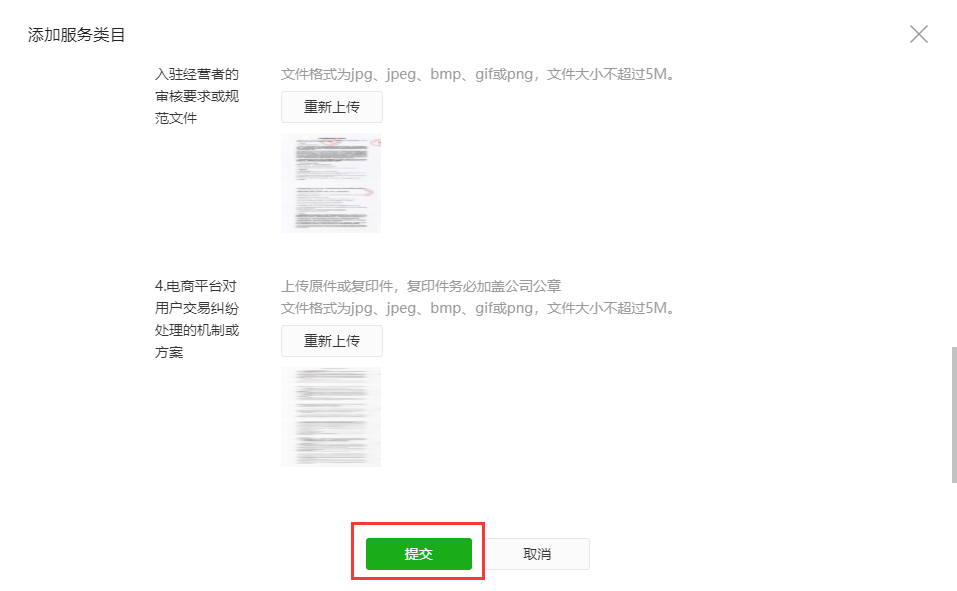 添加服务类目
入驻经营者的
审核要求或规
范文件
文件格式为jpg、jpeg、bmp、gif或png，文件大小不超过5M。
重新上传
4.电商平台对
用户交易纠纷
处理的机制或
方案
上传原件或复印件，复印件务必加盖公司公章
文件格式为jpg、jpeg、bmp、gif或png，文件大小不超过5M。
重新上传
提交
取消